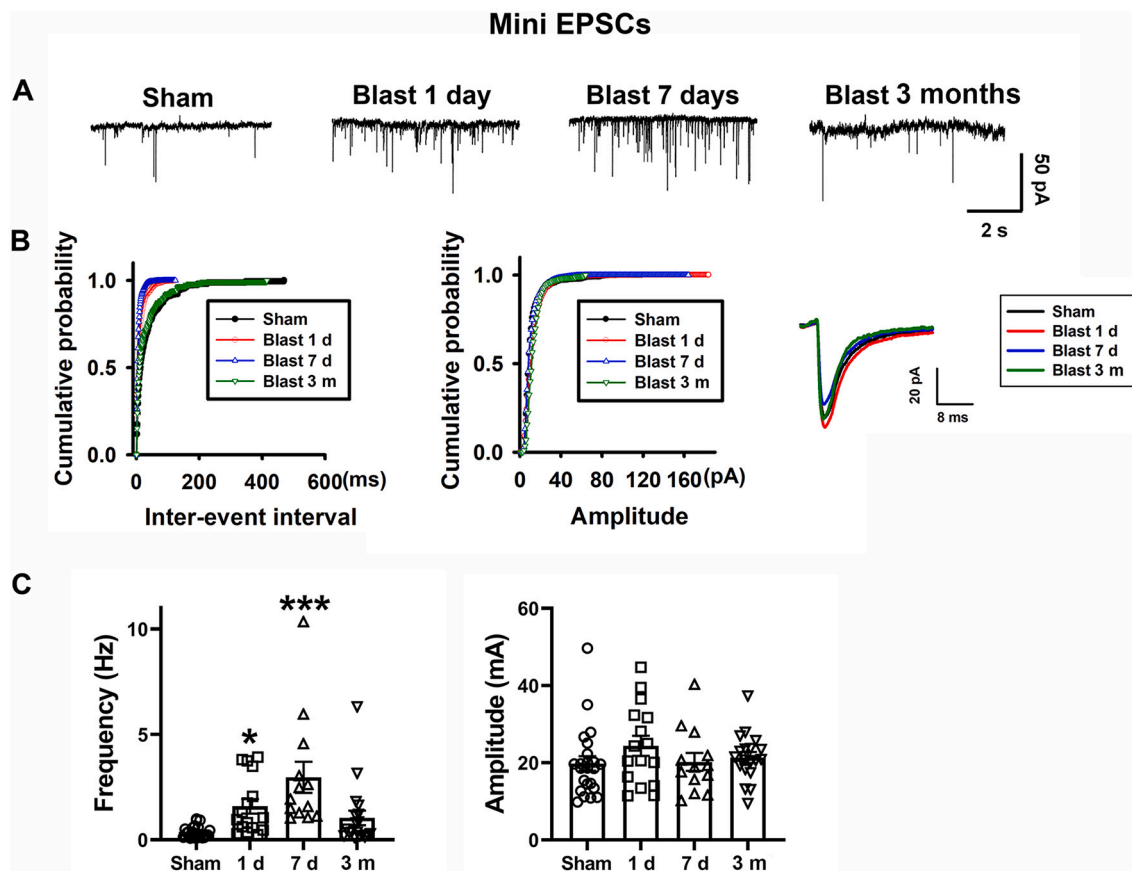 Mini EPSCs
A
Sham
Blast 1 day
Blast 7 days
Blast 3 months
50 pA
2 s
B
Cumulative probability
1.0
0.5
0.0
0
200
400
600(ms)
Inter-event interval
Sham
Blast 1 d
Blast 7 d
Blast 3 m
Cumulative probability
1.0
0.5
0.0
0
40
80
120
160(pA)
Amplitude
Sham
Blast 1 d
Blast 7 d
Blast 3 m
20 pA
8 ms
Sham
Blast 1 d
Blast 7 d
Blast 3 m
C
Frequency (Hz)
10
5
0
*
***
Sham
1 d
7 d
3 m
Amplitude (mA)
60
40
20
0
Sham
1 d
7 d
3 m